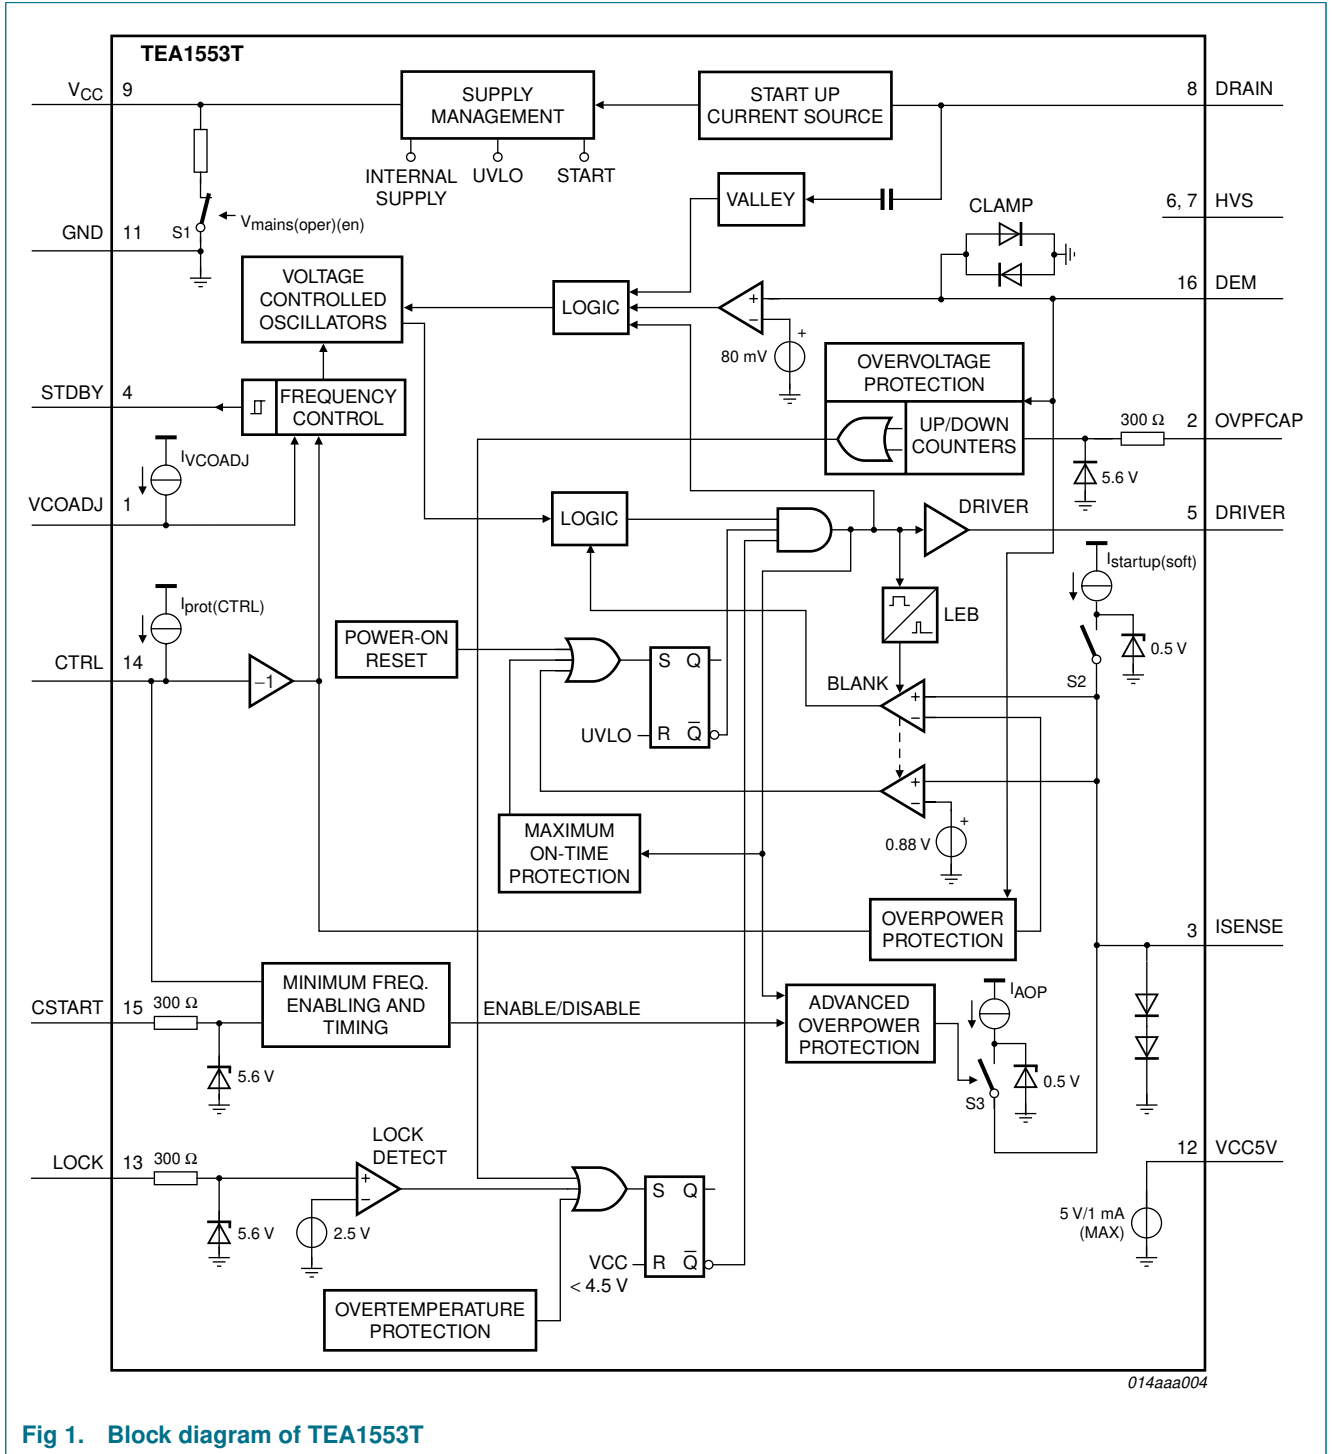 TEA1553T
VCC 9
SUPPLY
MANAGEMENT
START UP
CURRENT SOURCE
8 DRAIN
INTERNAL
SUPPLY
UVLO
START
VALLEY
CLAMP
6, 7 HVS
S1
Vmains(oper)(en)
GND 11
VOLTAGE
CONTROLLED
OSCILLATORS
LOGIC
+
−
80 mV
+
16 DEM
OVERVOLTAGE
PROTECTION
UP/DOWN
COUNTERS
STDBY 4
FREQUENCY
CONTROL
300 Ω
2 OVPFCAP
5.6 V
IVCOADJ
VCOADJ 1
LOGIC
DRIVER
5 DRIVER
Istartup(soft)
LEB
0.5 V
S2
Iprot(CTRL)
POWER-ON
RESET
CTRL 14
−1
S Q
R Q
UVLO
BLANK
+
−
+
−
0.88 V
+
MAXIMUM
ON-TIME
PROTECTION
OVERPOWER
PROTECTION
3 ISENSE
MINIMUM FREQ.
ENABLING AND
TIMING
CSTART 15 300 Ω
5.6 V
ENABLE/DISABLE
ADVANCED
OVERPOWER
PROTECTION
IAOP
0.5 V
S3
LOCK
DETECT
LOCK 13 300 Ω
+
−
5.6 V
2.5 V
S Q
R Q
VCC
< 4.5 V
12 VCC5V
5 V/1 mA
(MAX)
OVERTEMPERATURE
PROTECTION
014aaa004
Fig 1. Block diagram of TEA1553T